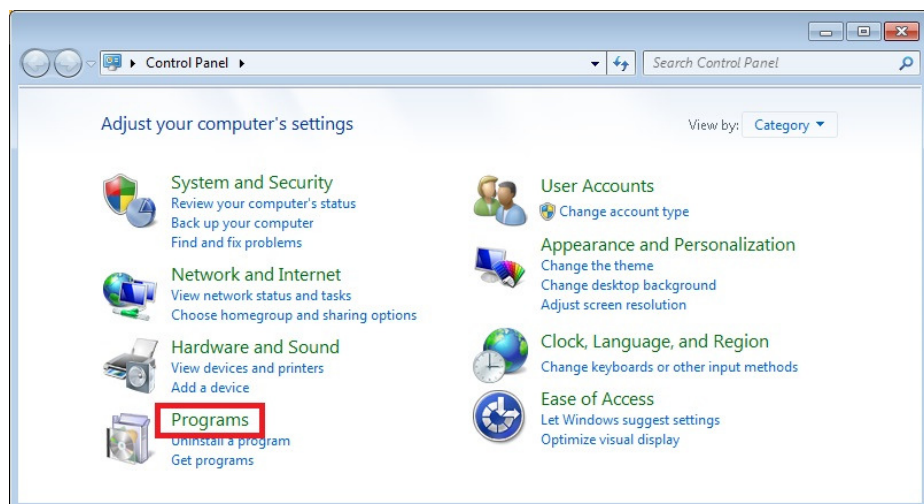 Control Panel
Search Control Panel
Adjust your computer's settings
View by: Category
System and Security
Review your computer's status
Back up your computer
Find and fix problems
Network and Internet
View network status and tasks
Choose homegroup and sharing options
Hardware and Sound
View devices and printers
Add a device
Programs
Uninstall a program
Get programs
User Accounts
Change account type
Appearance and Personalization
Change the theme
Change desktop background
Adjust screen resolution
Clock, Language, and Region
Change keyboards or other input methods
Ease of Access
Let Windows suggest settings
Optimize visual display